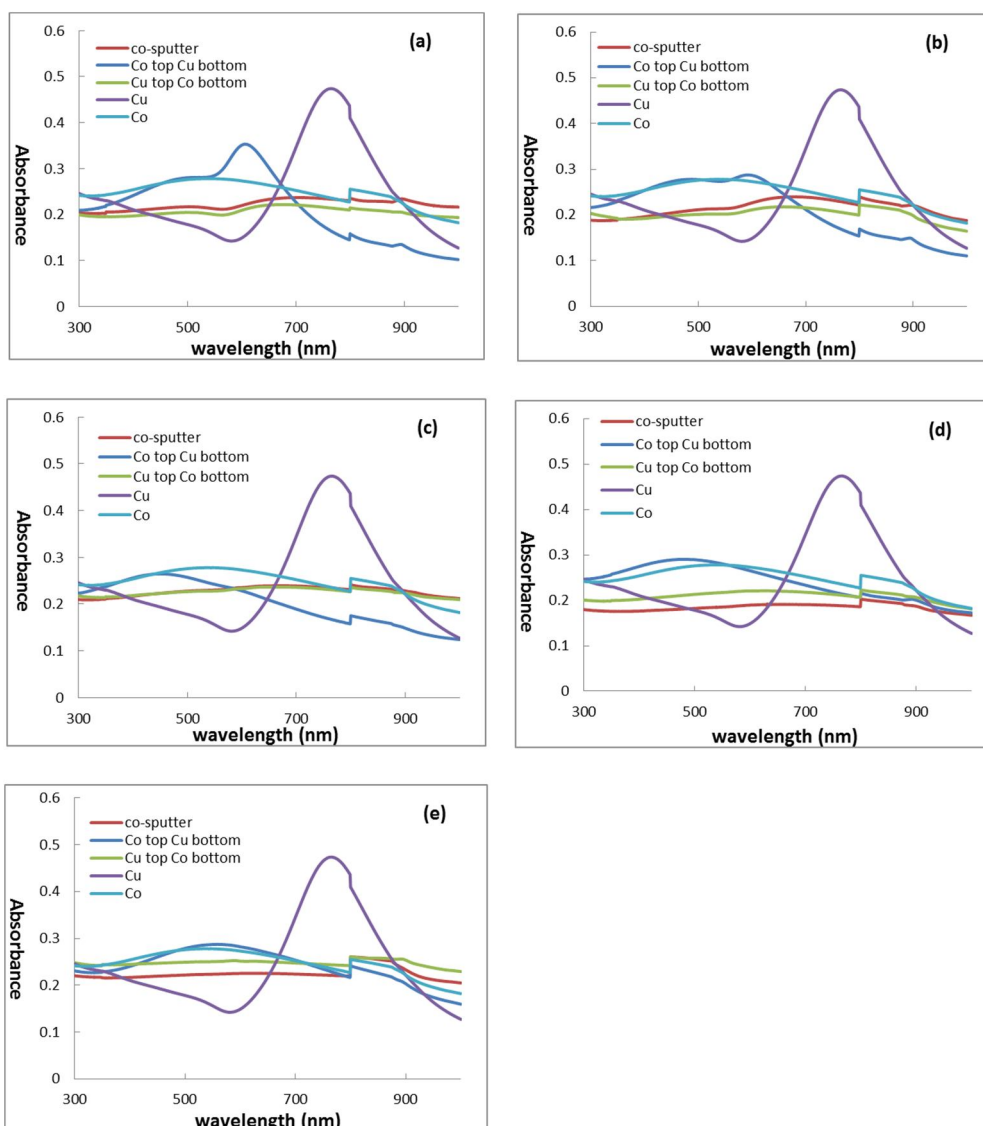 (a)
0.6
0.5
0.4
0.3
0.2
0.1
0
Absorbance
co-sputter
Co top Cu bottom
Cu top Co bottom
Cu
Co
300
500
700
900
wavelength (nm)
(b)
0.6
0.5
0.4
0.3
0.2
0.1
0
Absorbance
co-sputter
Co top Cu bottom
Cu top Co bottom
Cu
Co
300
500
700
900
wavelength (nm)
(c)
0.6
0.5
0.4
0.3
0.2
0.1
0
Absorbance
co-sputter
Co top Cu bottom
Cu top Co bottom
Cu
Co
300
500
700
900
wavelength (nm)
(d)
0.6
0.5
0.4
0.3
0.2
0.1
0
Absorbance
co-sputter
Co top Cu bottom
Cu top Co bottom
Cu
Co
300
500
700
900
wavelength (nm)
(e)
0.6
0.5
0.4
0.3
0.2
0.1
0
Absorbance
co-sputter
Co top Cu bottom
Cu top Co bottom
Cu
Co
300
500
700
900
wavelength (nm)